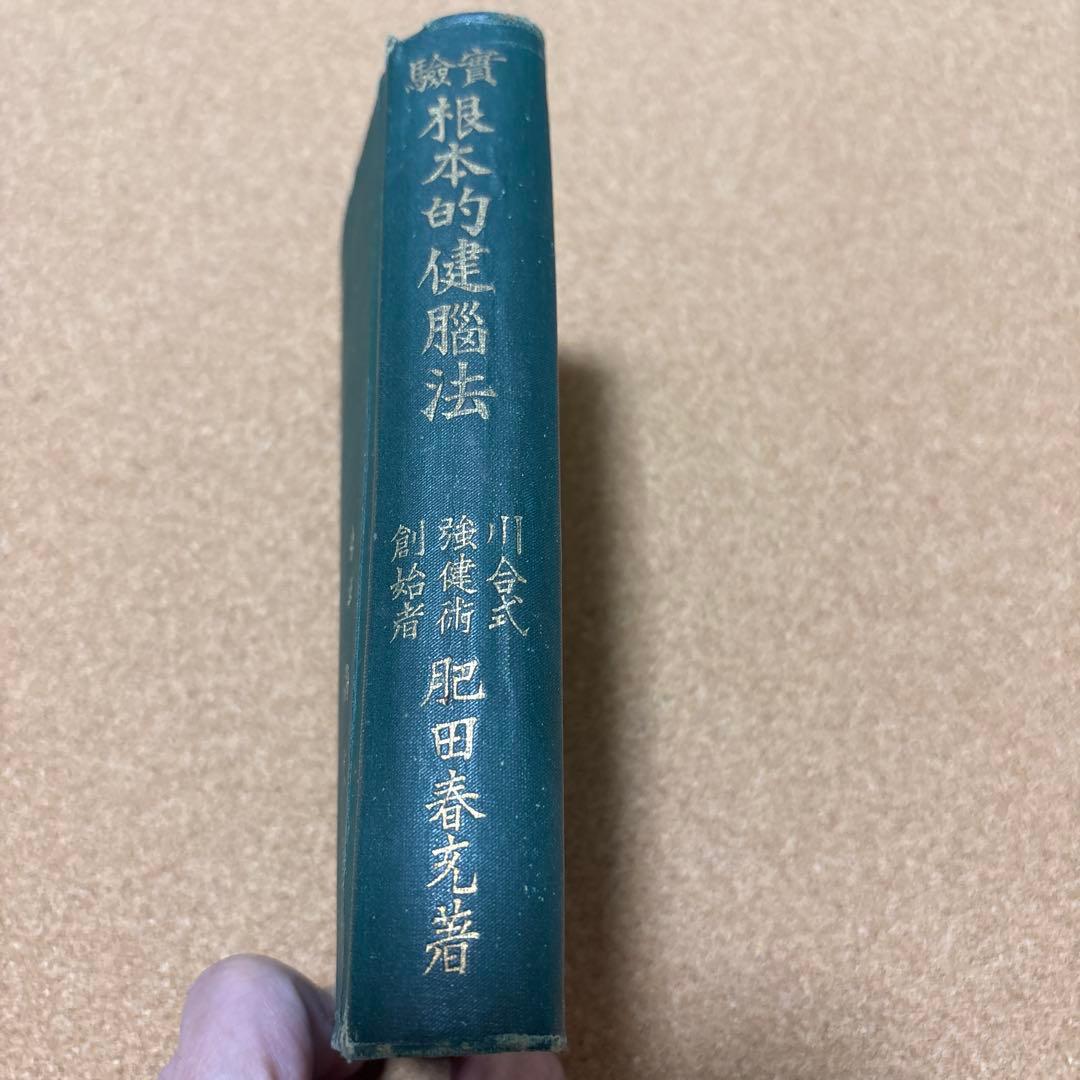 實驗
根本的健腦法
川合式
強健術
創始者
肥田春充著